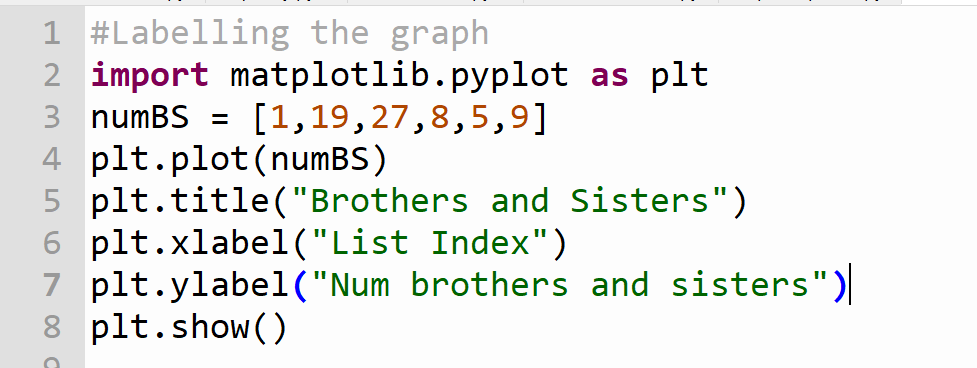 1 #Labelling the graph
2 import matplotlib.pyplot as plt
3 numBS = [1,19,27,8,5,9]
4 plt.plot(numBS)
5 plt.title("Brothers and Sisters")
6 plt.xlabel("List Index")
7 plt.ylabel("Num brothers and sisters")
8 plt.show()
9